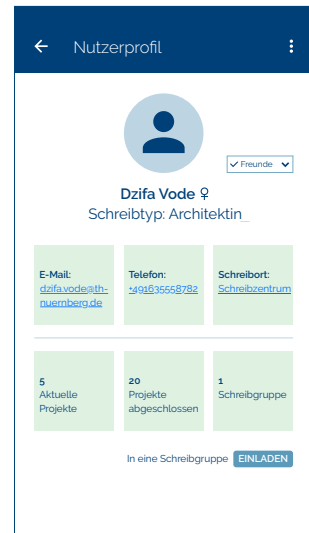 Nutzerprofil
✓ Freunde
Dzifa Vode ♀
Schreibtyp: Architektin_
E-Mail:
dzifa.vode@th-
nuernberg.de
Telefon:
+491635558782
Schreibort:
Schreibzentrum
5
Aktuelle
Projekte
20
Projekte
abgeschlossen
1
Schreibgruppe
In eine Schreibgruppe EINLADEN